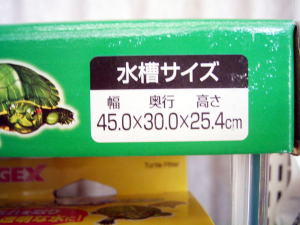 水槽サイズ
幅 奥行 高さ
45.0×30.0×25.4cm
GEX
Turtle Filter